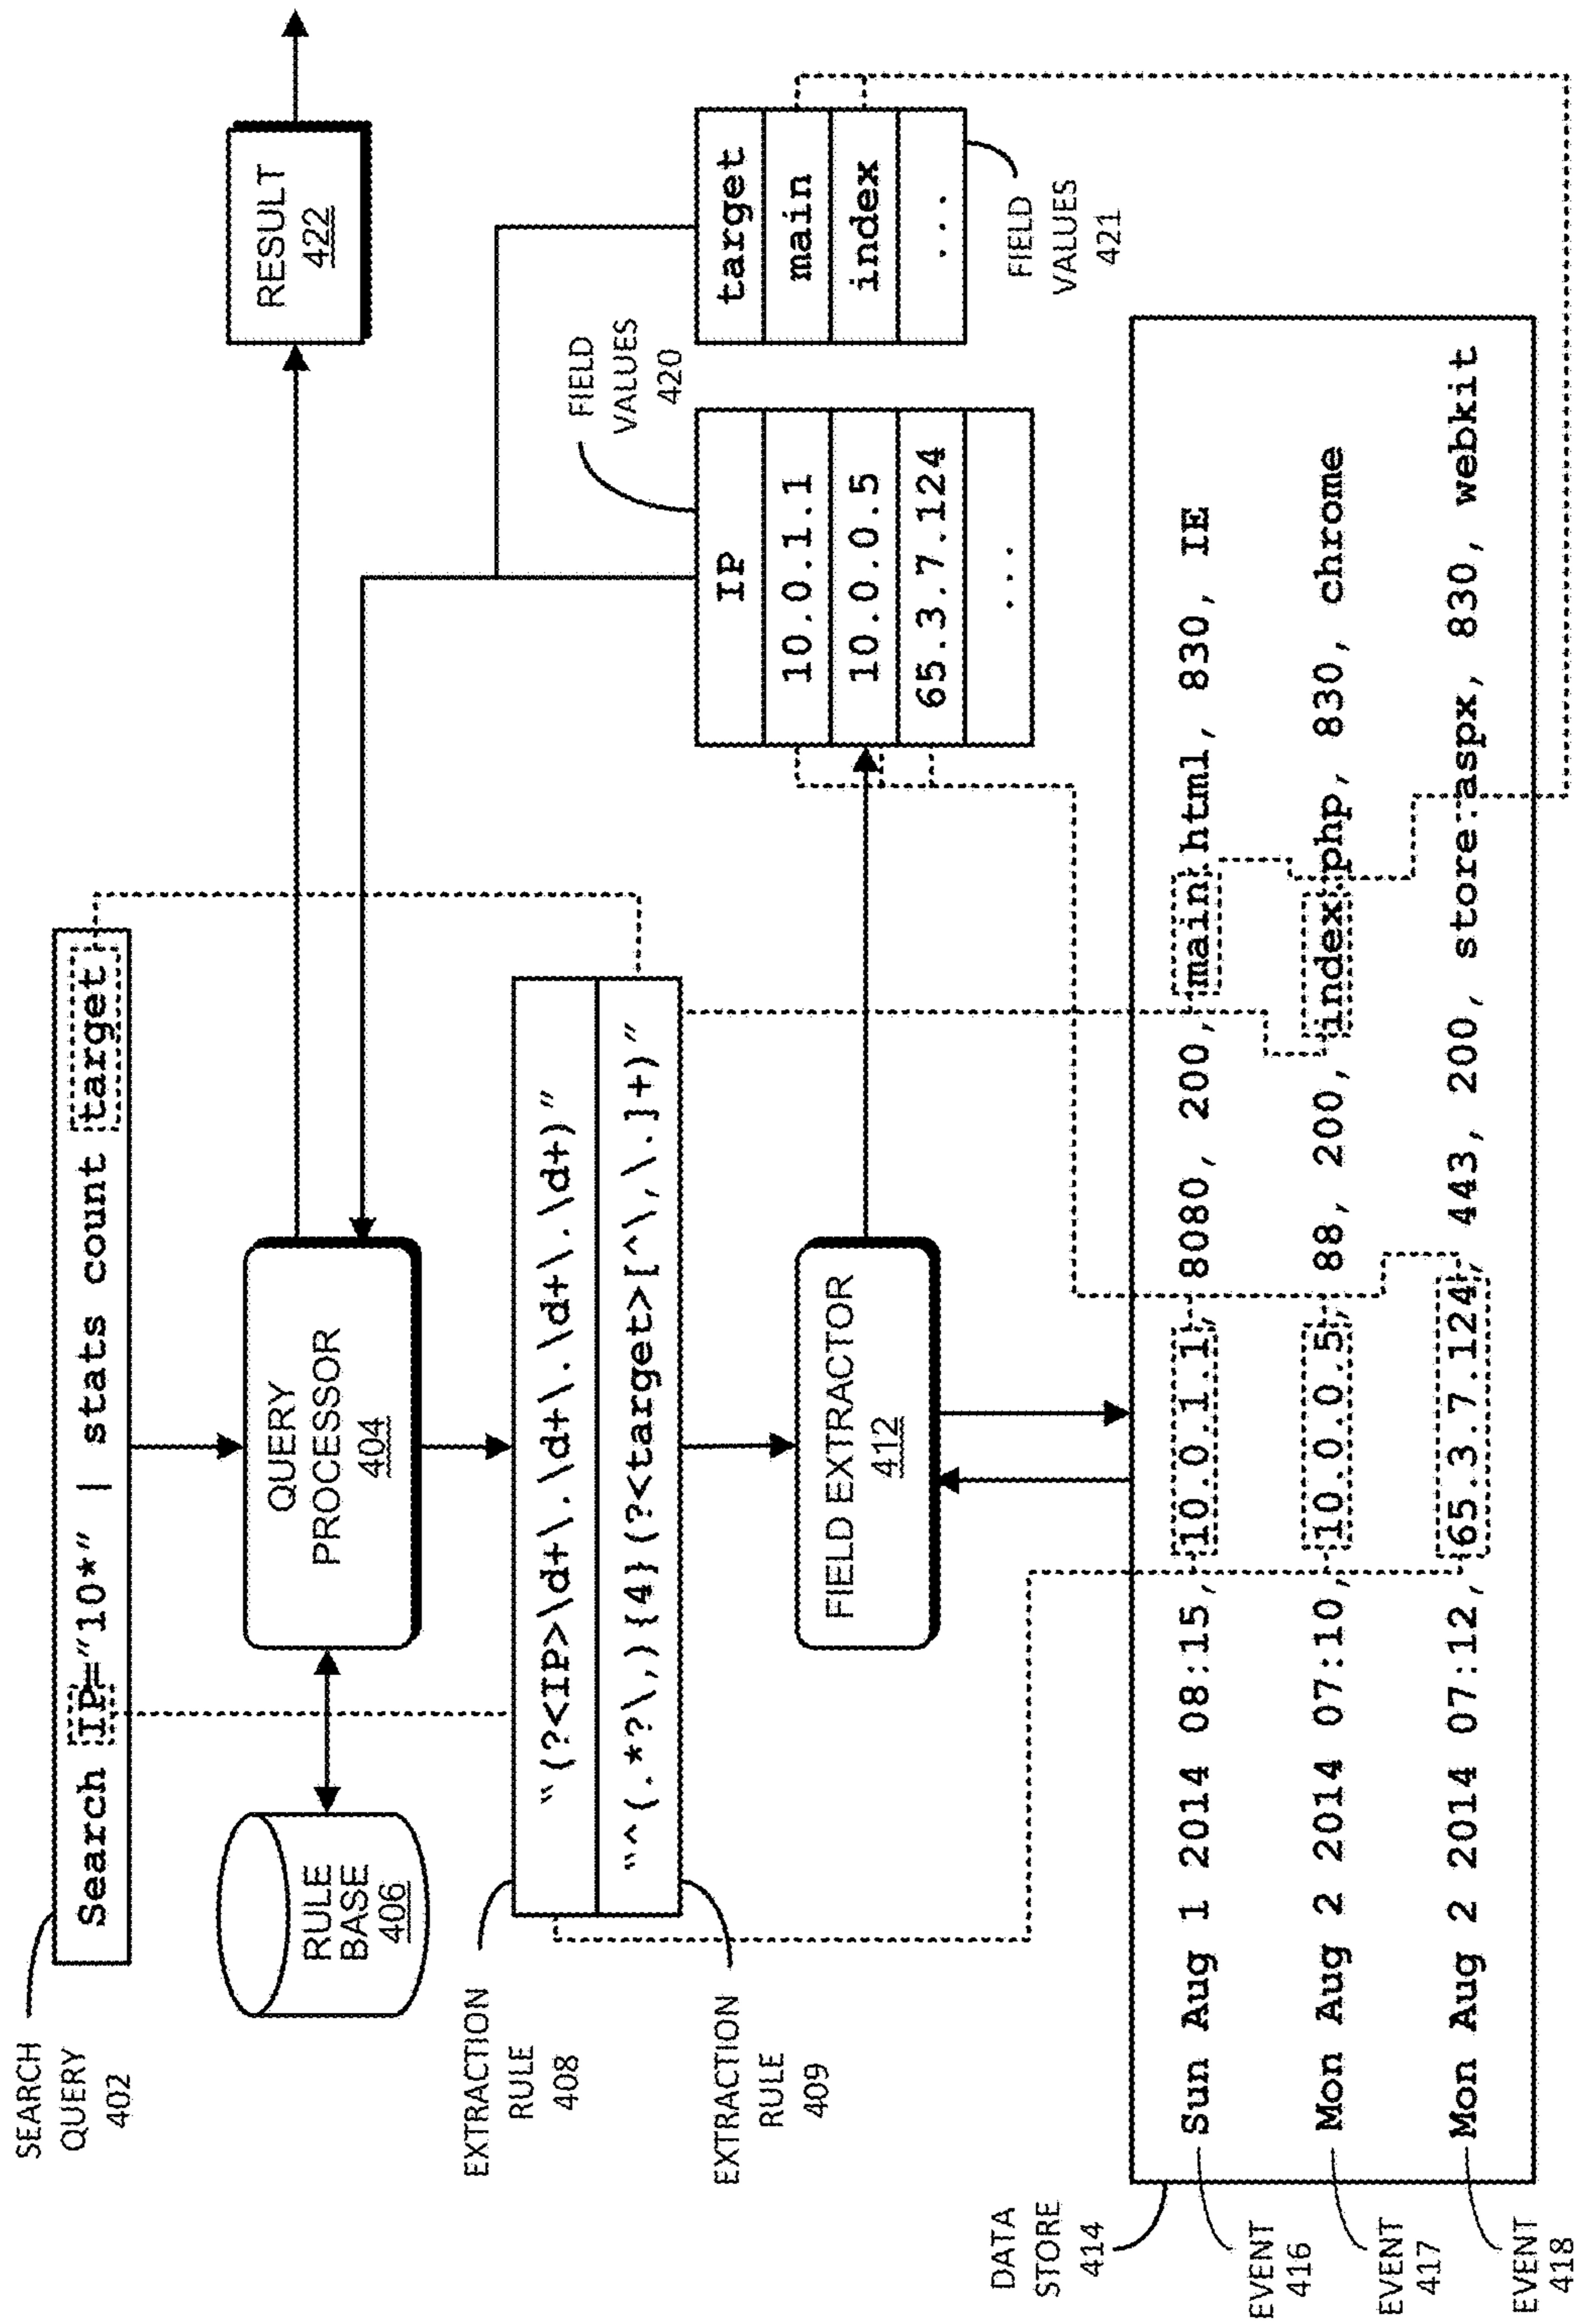 SEARCH
QUERY
402
Search IP="10*" | stats count target
RULE
BASE
406
QUERY
PROCESSOR
404
RESULT
422
EXTRACTION
RULE
408
"(?<IP>\d+\.\d+\.\d+\.\d+)"
"^(.*?\,){4}(?<target>[^\,\.]+)"
EXTRACTION
RULE
409
FIELD EXTRACTOR
412
FIELD
VALUES
420
IP
10.0.1.1
10.0.0.5
65.3.7.124
...
target
main
index
...
FIELD
VALUES
421
DATA
STORE
414
Sun Aug 1 2014 08:15, 10.0.1.1, 8080, 200, main.html, 830, IE
Mon Aug 2 2014 07:10, 10.0.0.5, 88, 200, index.php, 830, chrome
Mon Aug 2 2014 07:12, 65.3.7.124, 443, 200, store.aspx, 830, webkit
EVENT
416
EVENT
417
EVENT
418